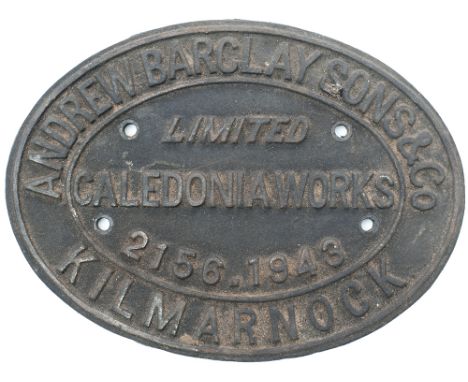 ANDREW BARCLAY SONS & Co
LIMITED
CALEDONIA WORKS
2156.1943
KILMARNOCK